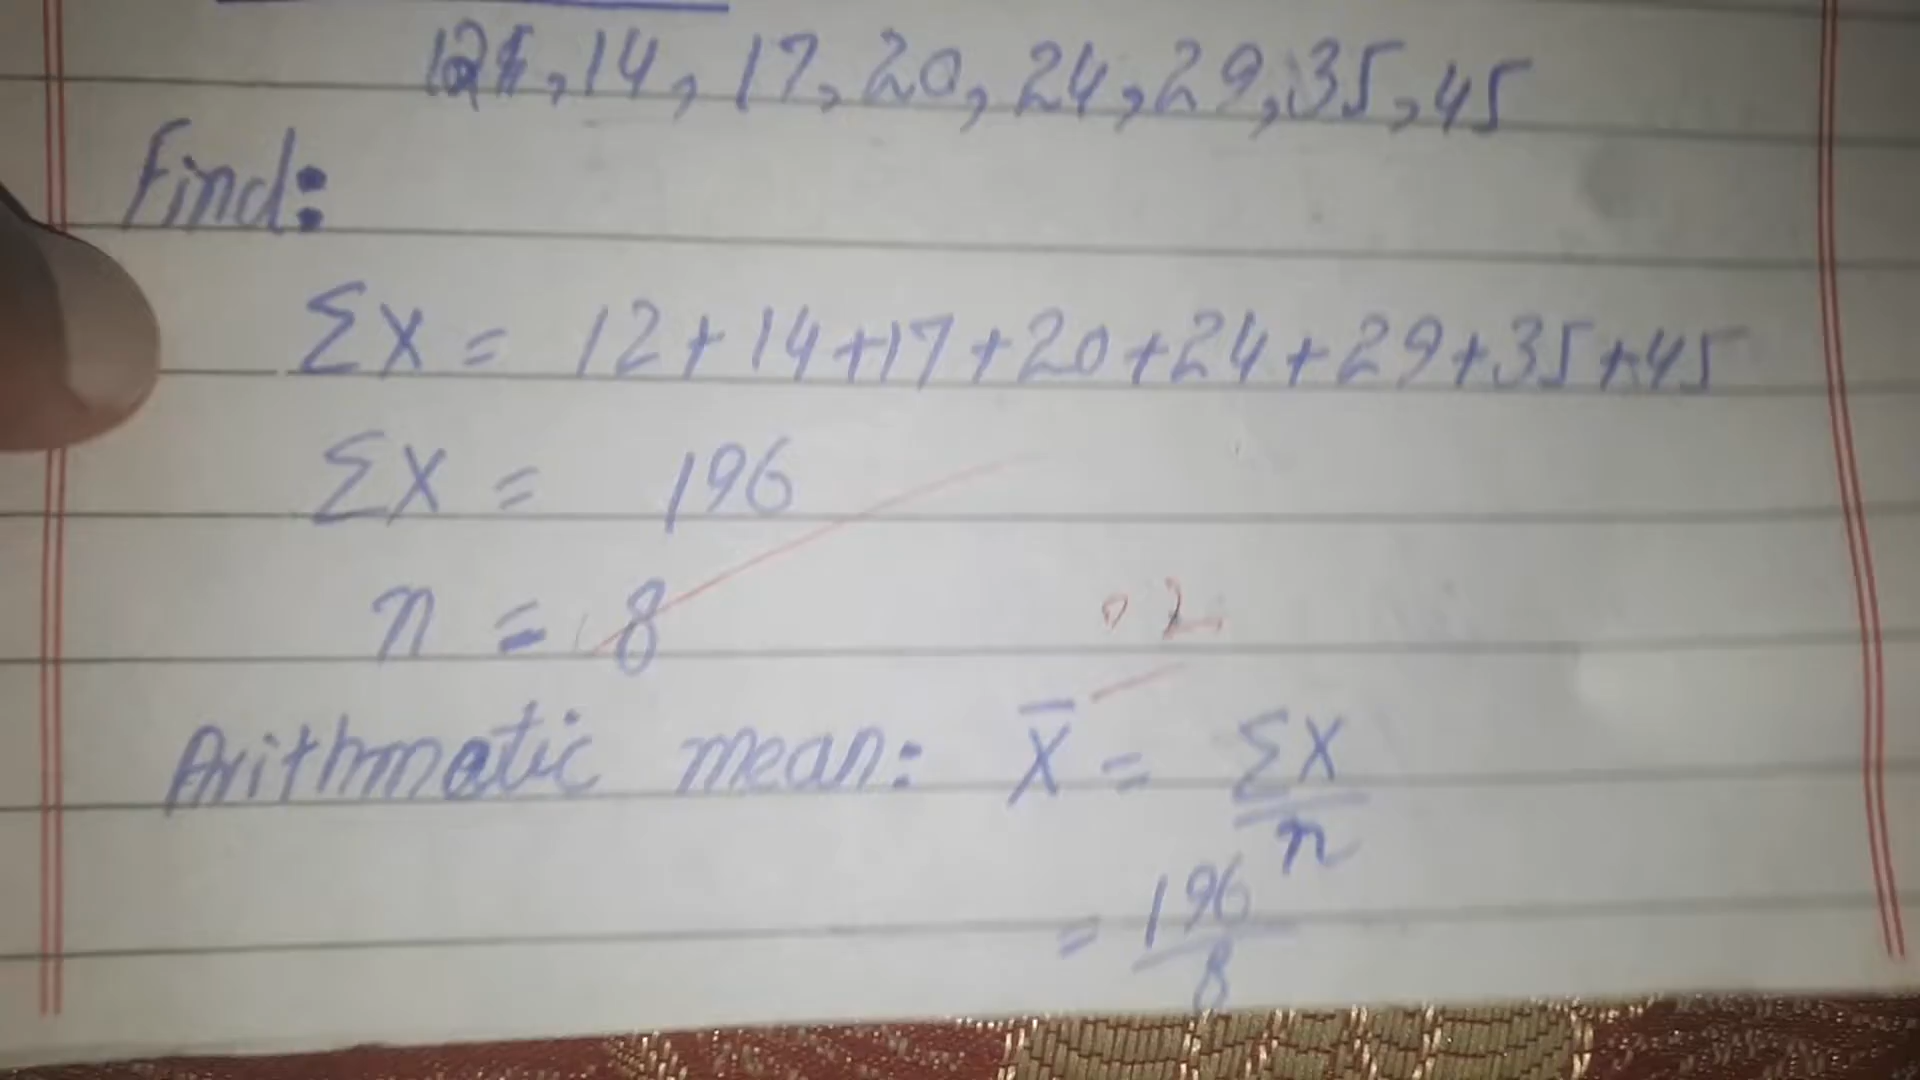 12, 14, 17, 20, 24, 29, 35, 45
Find:
ΣX = 12+14+17+20+24+29+35+45
ΣX = 196
n = 8
Arithmatic mean: X̄ = ΣX/n
= 196/8